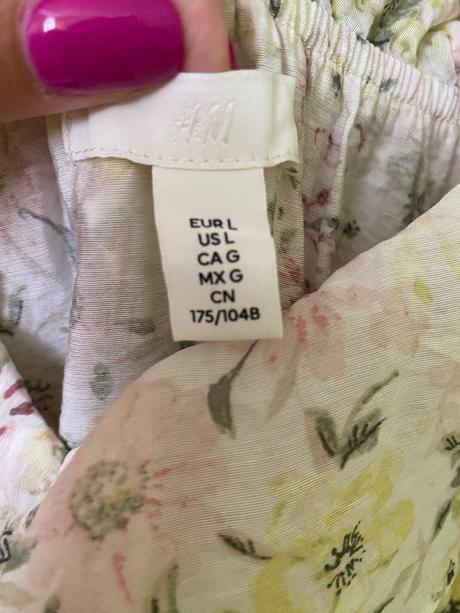 H&M
EUR L
US L
CA G
MX G
CN
175/104B